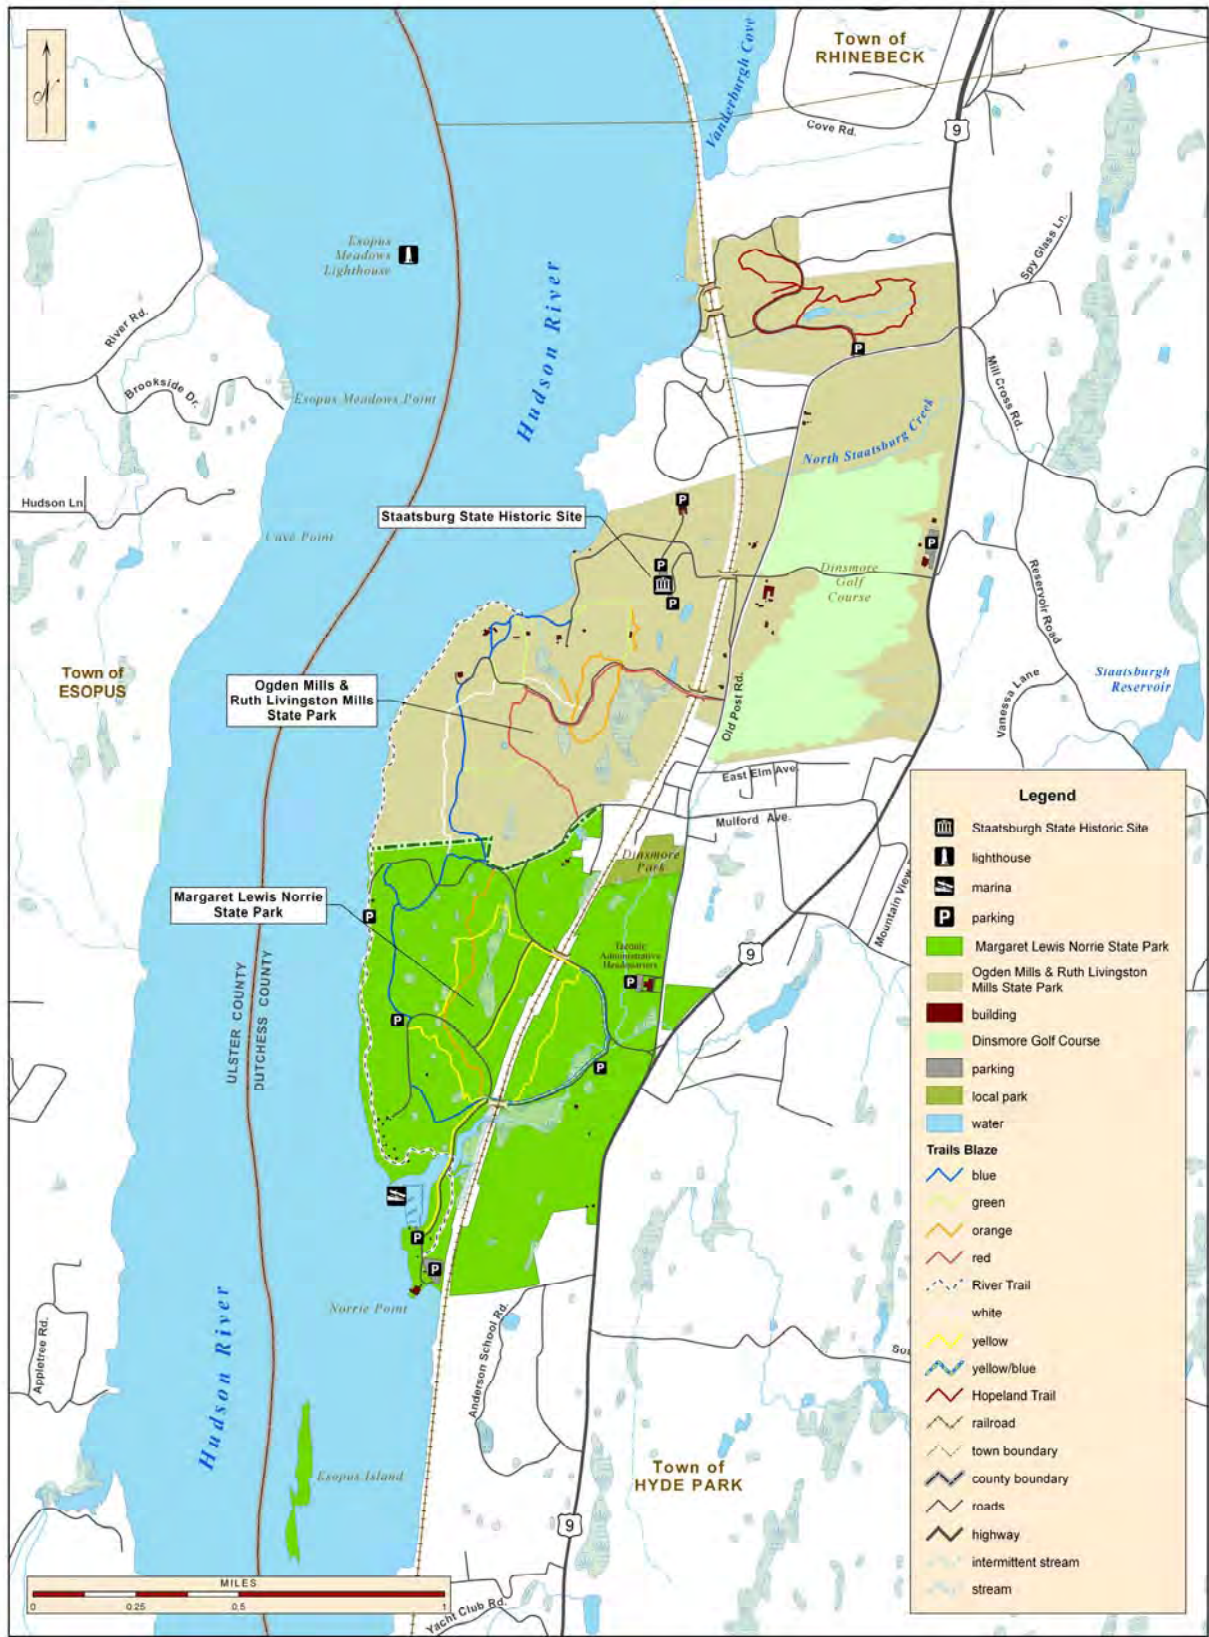 Town of
RHINEBECK
Vanderburgh Cove
Cove Rd.
9
N
Esopus
Meadows
Lighthouse
Hudson River
Spy Glass Ln.
River Rd.
Brookside Dr.
P
Esopus Meadows Point
Mill Cross Rd.
North Staatsburg Creek
Hudson Ln
P
Staatsburg State Historic Site
Cave Point
P
P
Dinsmore
Golf
Course
P
Reservoir Road
Town of
ESOPUS
Ogden Mills &
Ruth Livingston Mills
State Park
Old Post Rd.
Vanessa Lane
Staatsburgh
Reservoir
East Elm Ave.
Mulford Ave.
Dinsmore
Park
Mountain View
Margaret Lewis Norrie
State Park
P
Taconic
Administrative
Headquarters
P
9
ULSTER COUNTY
DUTCHESS COUNTY
P
P
P
P
Norrie Point
Hudson River
Appletree Rd.
Anderson School Rd.
Esopus Island
Town of
HYDE PARK
9
Yacht Club Rd.
MILES
0 0.25 0.5 1
Legend
Staatsburgh State Historic Site
lighthouse
marina
P parking
Margaret Lewis Norrie State Park
Ogden Mills & Ruth Livingston
Mills State Park
building
Dinsmore Golf Course
parking
local park
water
Trails Blaze
blue
green
orange
red
River Trail
white
yellow
yellow/blue
Hopeland Trail
railroad
town boundary
county boundary
roads
highway
intermittent stream
stream